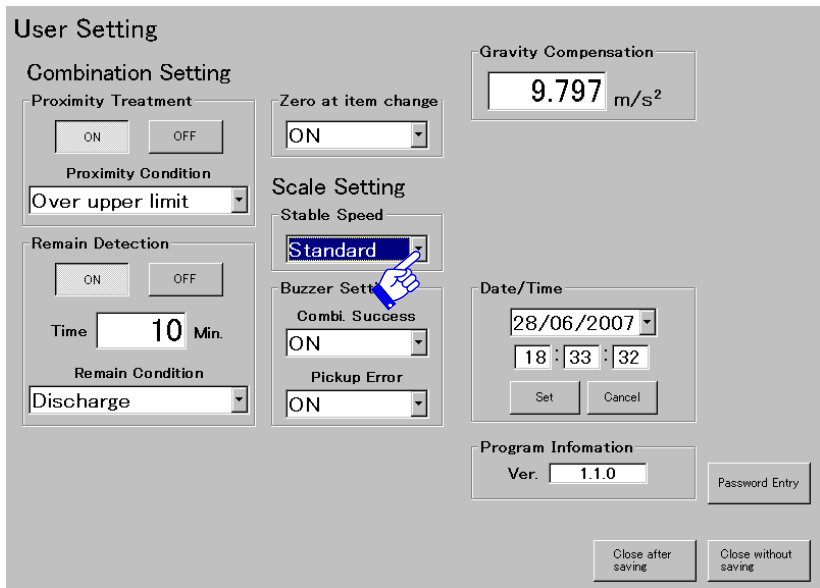 User Setting
Combination Setting
Proximity Treatment
ON OFF
Proximity Condition
Over upper limit
Remain Detection
ON OFF
Time 10 Min.
Remain Condition
Discharge
Zero at item change
ON
Scale Setting
Stable Speed
Standard
Buzzer
Combi. Success
ON
Pickup Error
ON
Gravity Compensation
9.797 m/s²
Date/Time
28/06/2007
18 : 33 : 32
Set Cancel
Program Infomation
Ver. 1.1.0
Password Entry
Close after
saving
Close without
saving